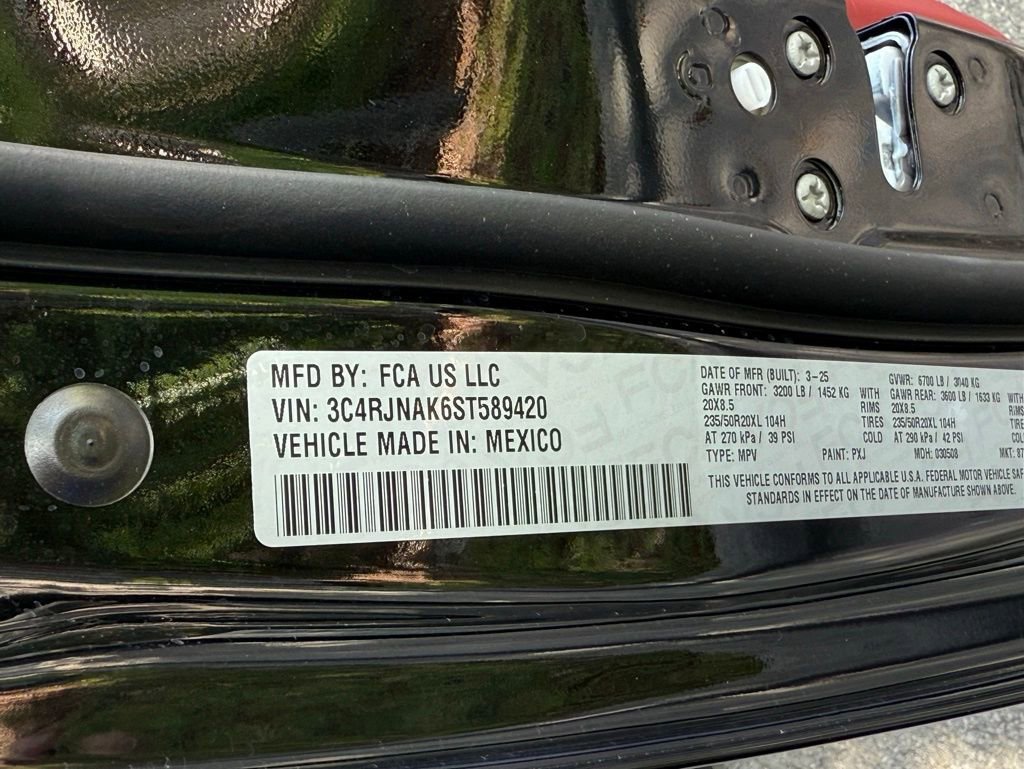 MFD BY: FCA US LLC
VIN: 3C4RJNAK6ST589420
VEHICLE MADE IN: MEXICO
DATE OF MFR (BUILT): 3-25 GVWR: 6700 LB / 3040 KG
GAWR FRONT: 3200 LB / 1452 KG WITH GAWR REAR: 3600 LB / 1633 KG WITH
20X8.5 RIMS 20X8.5 RIMS
235/50R20XL 104H TIRES 235/50R20XL 104H TIRES
AT 270 kPa / 39 PSI COLD AT 290 kPa / 42 PSI
TYPE: MPV PAINT: PXJ MDH: 030508 MKT:
THIS VEHICLE CONFORMS TO ALL APPLICABLE U.S.A. FEDERAL MOTOR VEHICLE
STANDARDS IN EFFECT ON THE DATE OF MANUFACTURE SHOWN ABOVE.